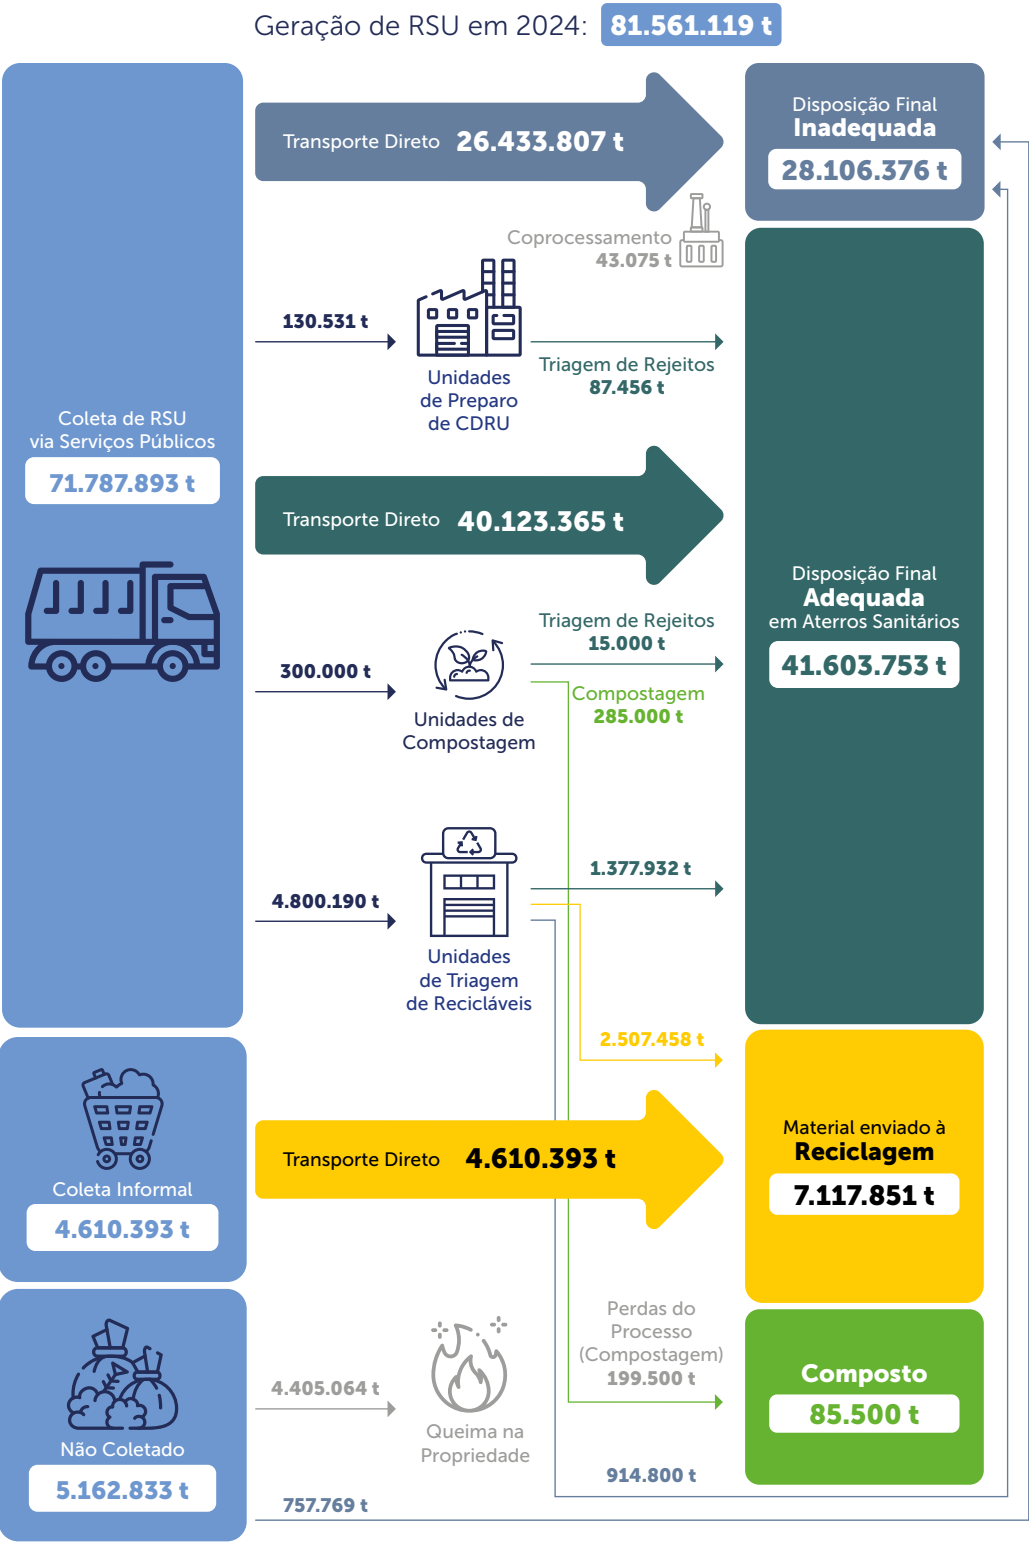 Geração de RSU em 2024: 81.561.119 t
Transporte Direto 26.433.807 t
Disposição Final
Inadequada
28.106.376 t
Coprocessamento
43.075 t
130.531 t
Unidades
de Preparo
de CDRU
Triagem de Rejeitos
87.456 t
Coleta de RSU
via Serviços Públicos
71.787.893 t
Transporte Direto 40.123.365 t
Disposição Final
Adequada
em Aterros Sanitários
41.603.753 t
300.000 t
Unidades de
Compostagem
Triagem de Rejeitos
15.000 t
Compostagem
285.000 t
4.800.190 t
Unidades
de Triagem
de Recicláveis
1.377.932 t
2.507.458 t
Coleta Informal
4.610.393 t
Transporte Direto 4.610.393 t
Material enviado à
Reciclagem
7.117.851 t
Não Coletado
5.162.833 t
4.405.064 t
Queima na
Propriedade
Perdas do
Processo
(Compostagem)
199.500 t
Composto
85.500 t
914.800 t
757.769 t